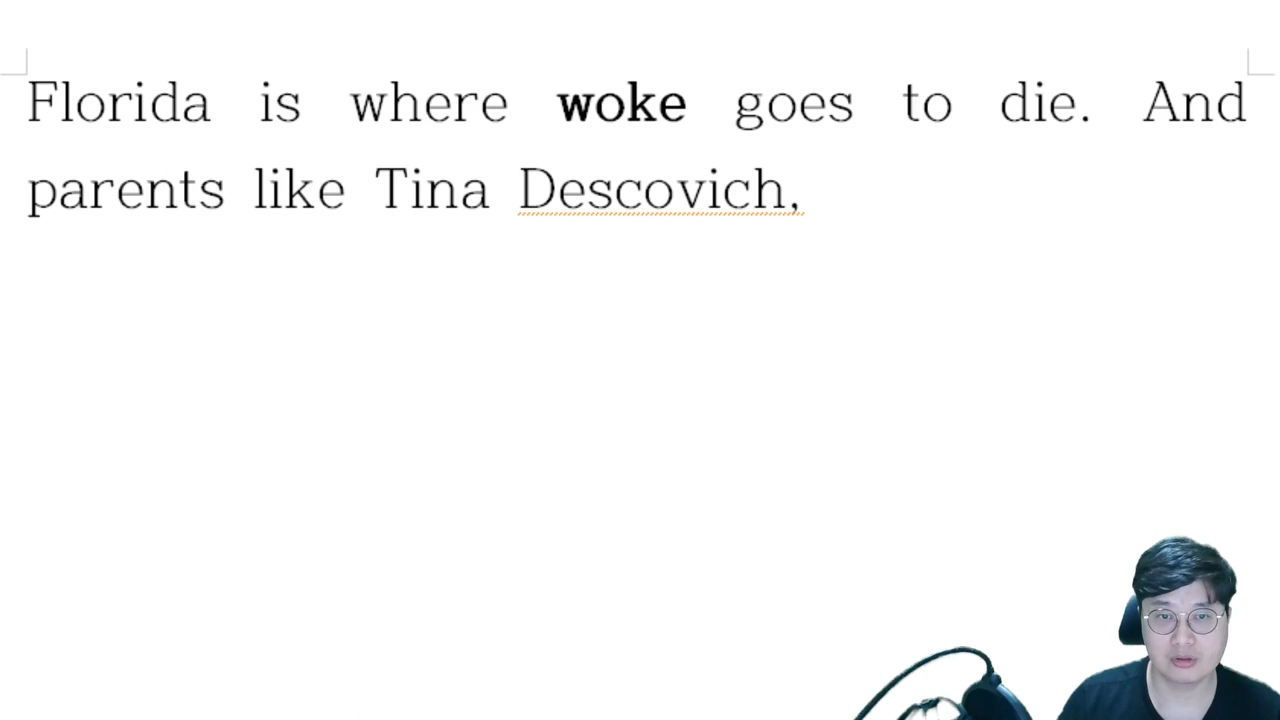 Florida is where woke goes to die. And
parents like Tina Descovich,